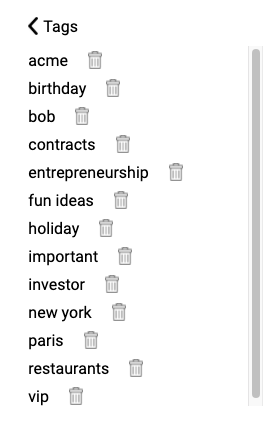 Tags
acme
birthday
bob
contracts
entrepreneurship
fun ideas
holiday
important
investor
new york
paris
restaurants
vip